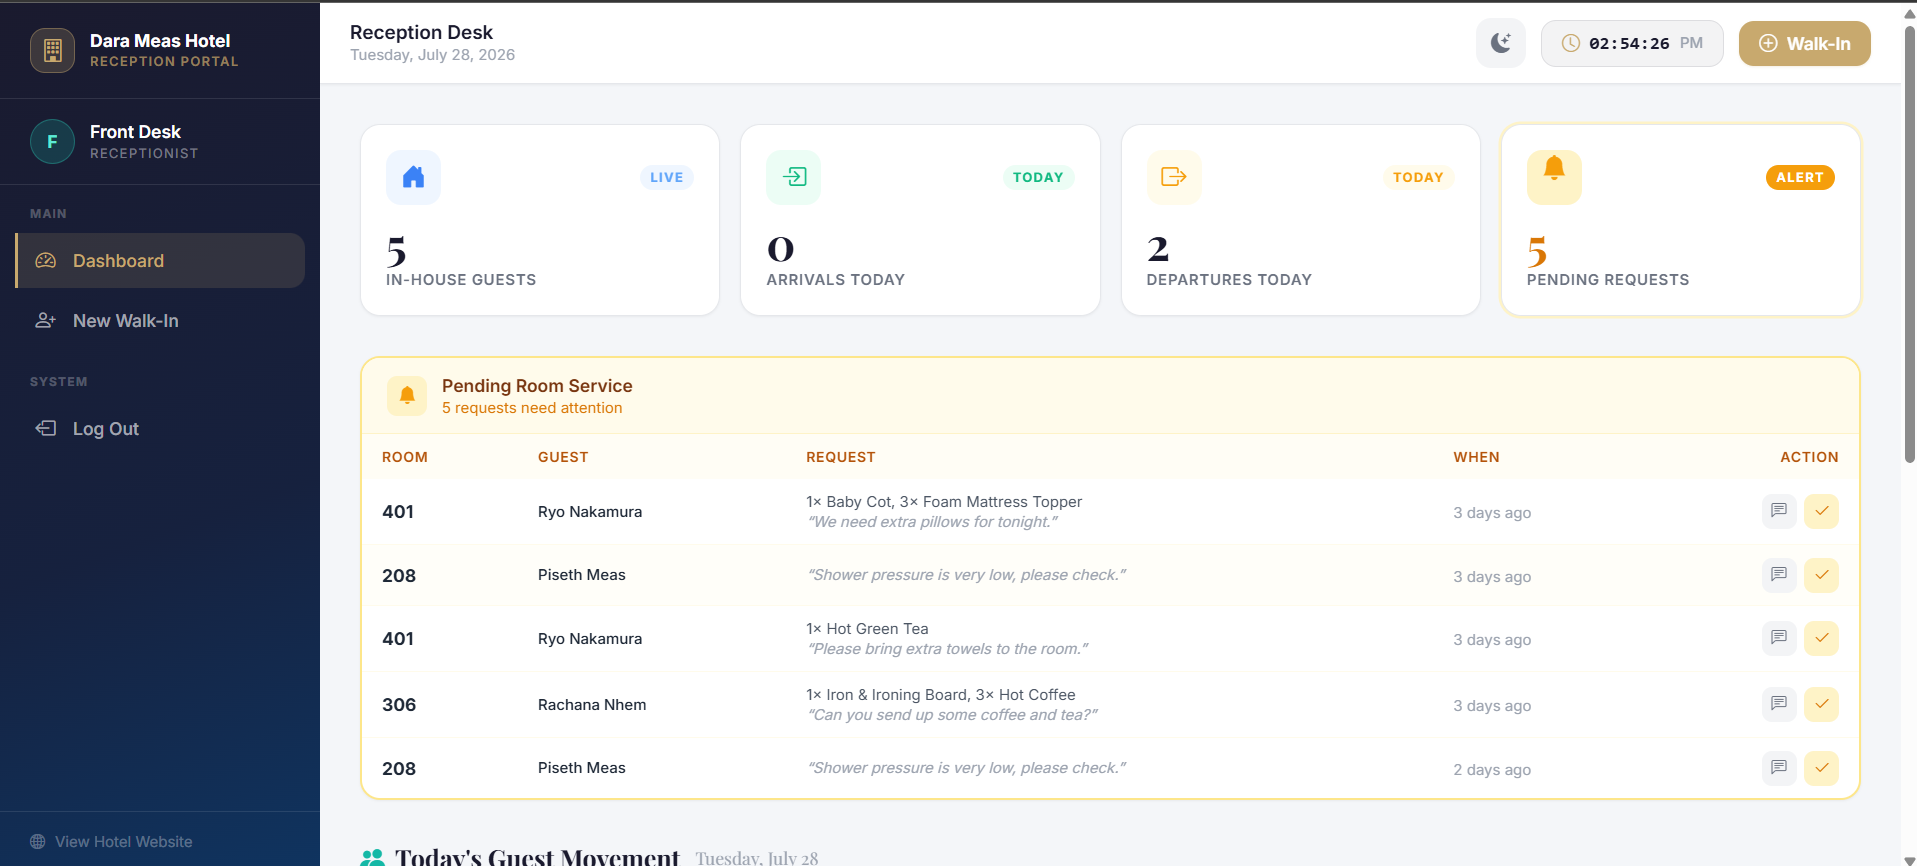 Dara Meas Hotel
RECEPTION PORTAL
F
Front Desk
RECEPTIONIST
MAIN
Dashboard
New Walk-In
SYSTEM
Log Out
View Hotel Website
Reception Desk
Tuesday, July 28, 2026
02:54:26 PM
Walk-In
LIVE
5
IN-HOUSE GUESTS
TODAY
0
ARRIVALS TODAY
TODAY
2
DEPARTURES TODAY
ALERT
5
PENDING REQUESTS
Pending Room Service
5 requests need attention
ROOM GUEST REQUEST WHEN ACTION
401 Ryo Nakamura 1× Baby Cot, 3× Foam Mattress Topper 3 days ago
“We need extra pillows for tonight.”
208 Piseth Meas “Shower pressure is very low, please check.” 3 days ago
401 Ryo Nakamura 1× Hot Green Tea 3 days ago
“Please bring extra towels to the room.”
306 Rachana Nhem 1× Iron & Ironing Board, 3× Hot Coffee 3 days ago
“Can you send up some coffee and tea?”
208 Piseth Meas “Shower pressure is very low, please check.” 2 days ago
Today's Guest Movement Tuesday, July 28